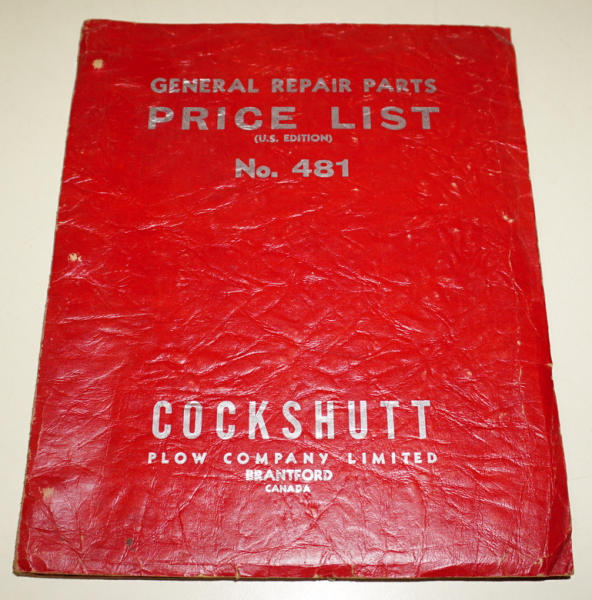 GENERAL REPAIR PARTS
PRICE LIST
(U.S. EDITION)
No. 481
COCKSHUTT
PLOW COMPANY LIMITED
BRANTFORD
CANADA